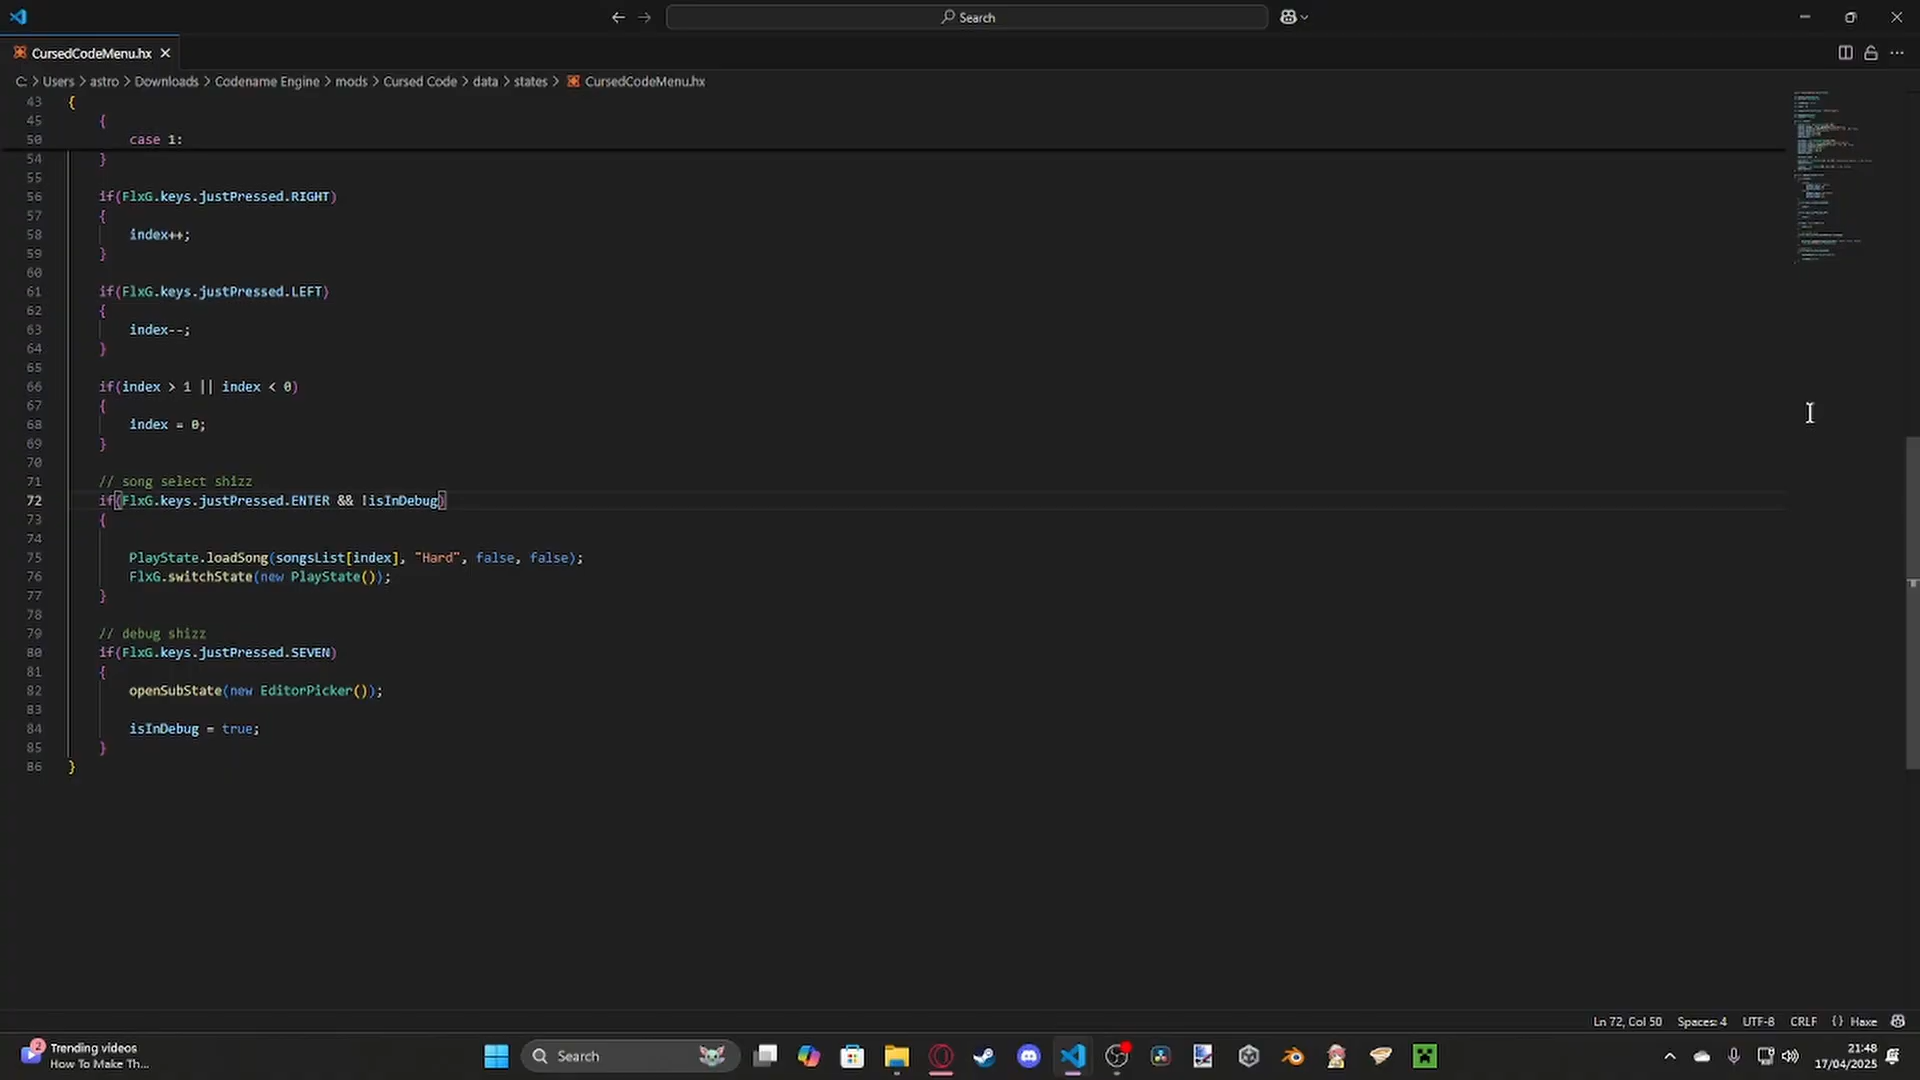 Search
CursedCodeMenu.hx
C: > Users > astro > Downloads > Codename Engine > mods > Cursed Code > data > states > CursedCodeMenu.hx
43 {
45 {
50 case 1:
54 }
55
56 if(FlxG.keys.justPressed.RIGHT)
57 {
58 index++;
59 }
60
61 if(FlxG.keys.justPressed.LEFT)
62 {
63 index--;
64 }
65
66 if(index > 1 || index < 0)
67 {
68 index = 0;
69 }
70
71 // song select shizz
72 if(FlxG.keys.justPressed.ENTER && !isInDebug)
73 {
74
75 PlayState.loadSong(songsList[index], "Hard", false, false);
76 FlxG.switchState(new PlayState());
77 }
78
79 // debug shizz
80 if(FlxG.keys.justPressed.SEVEN)
81 {
82 openSubState(new EditorPicker());
83
84 isInDebug = true;
85 }
86 }
Ln 72, Col 50 Spaces: 4 UTF-8 CRLF {} Haxe
2 Trending videos
How To Make Th...
Search
21:48
17/04/2025